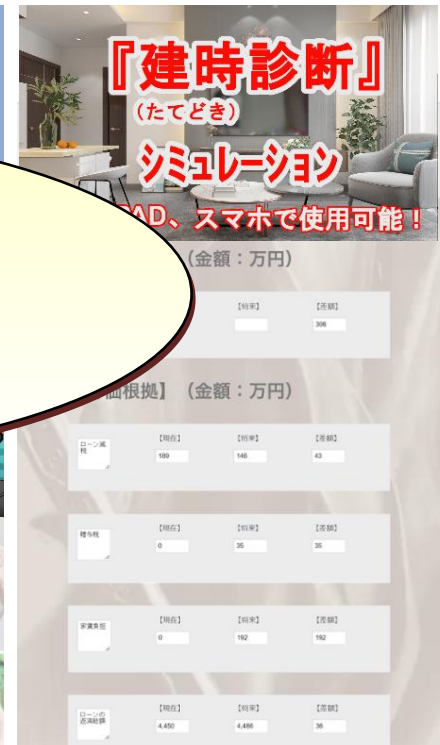 『建時診断』
(たてどき)
シミュレーション
AD、スマホで使用可能！
(金額：万円)
【将来】 【差額】
306
価根拠】 (金額：万円)
【現在】 【将来】 【差額】
ローン減税 189 146 43
【現在】 【将来】 【差額】
贈与税 0 35 35
【現在】 【将来】 【差額】
家賃負担 0 192 192
【現在】 【将来】 【差額】
ローンの返済総額 4,450 4,486 36